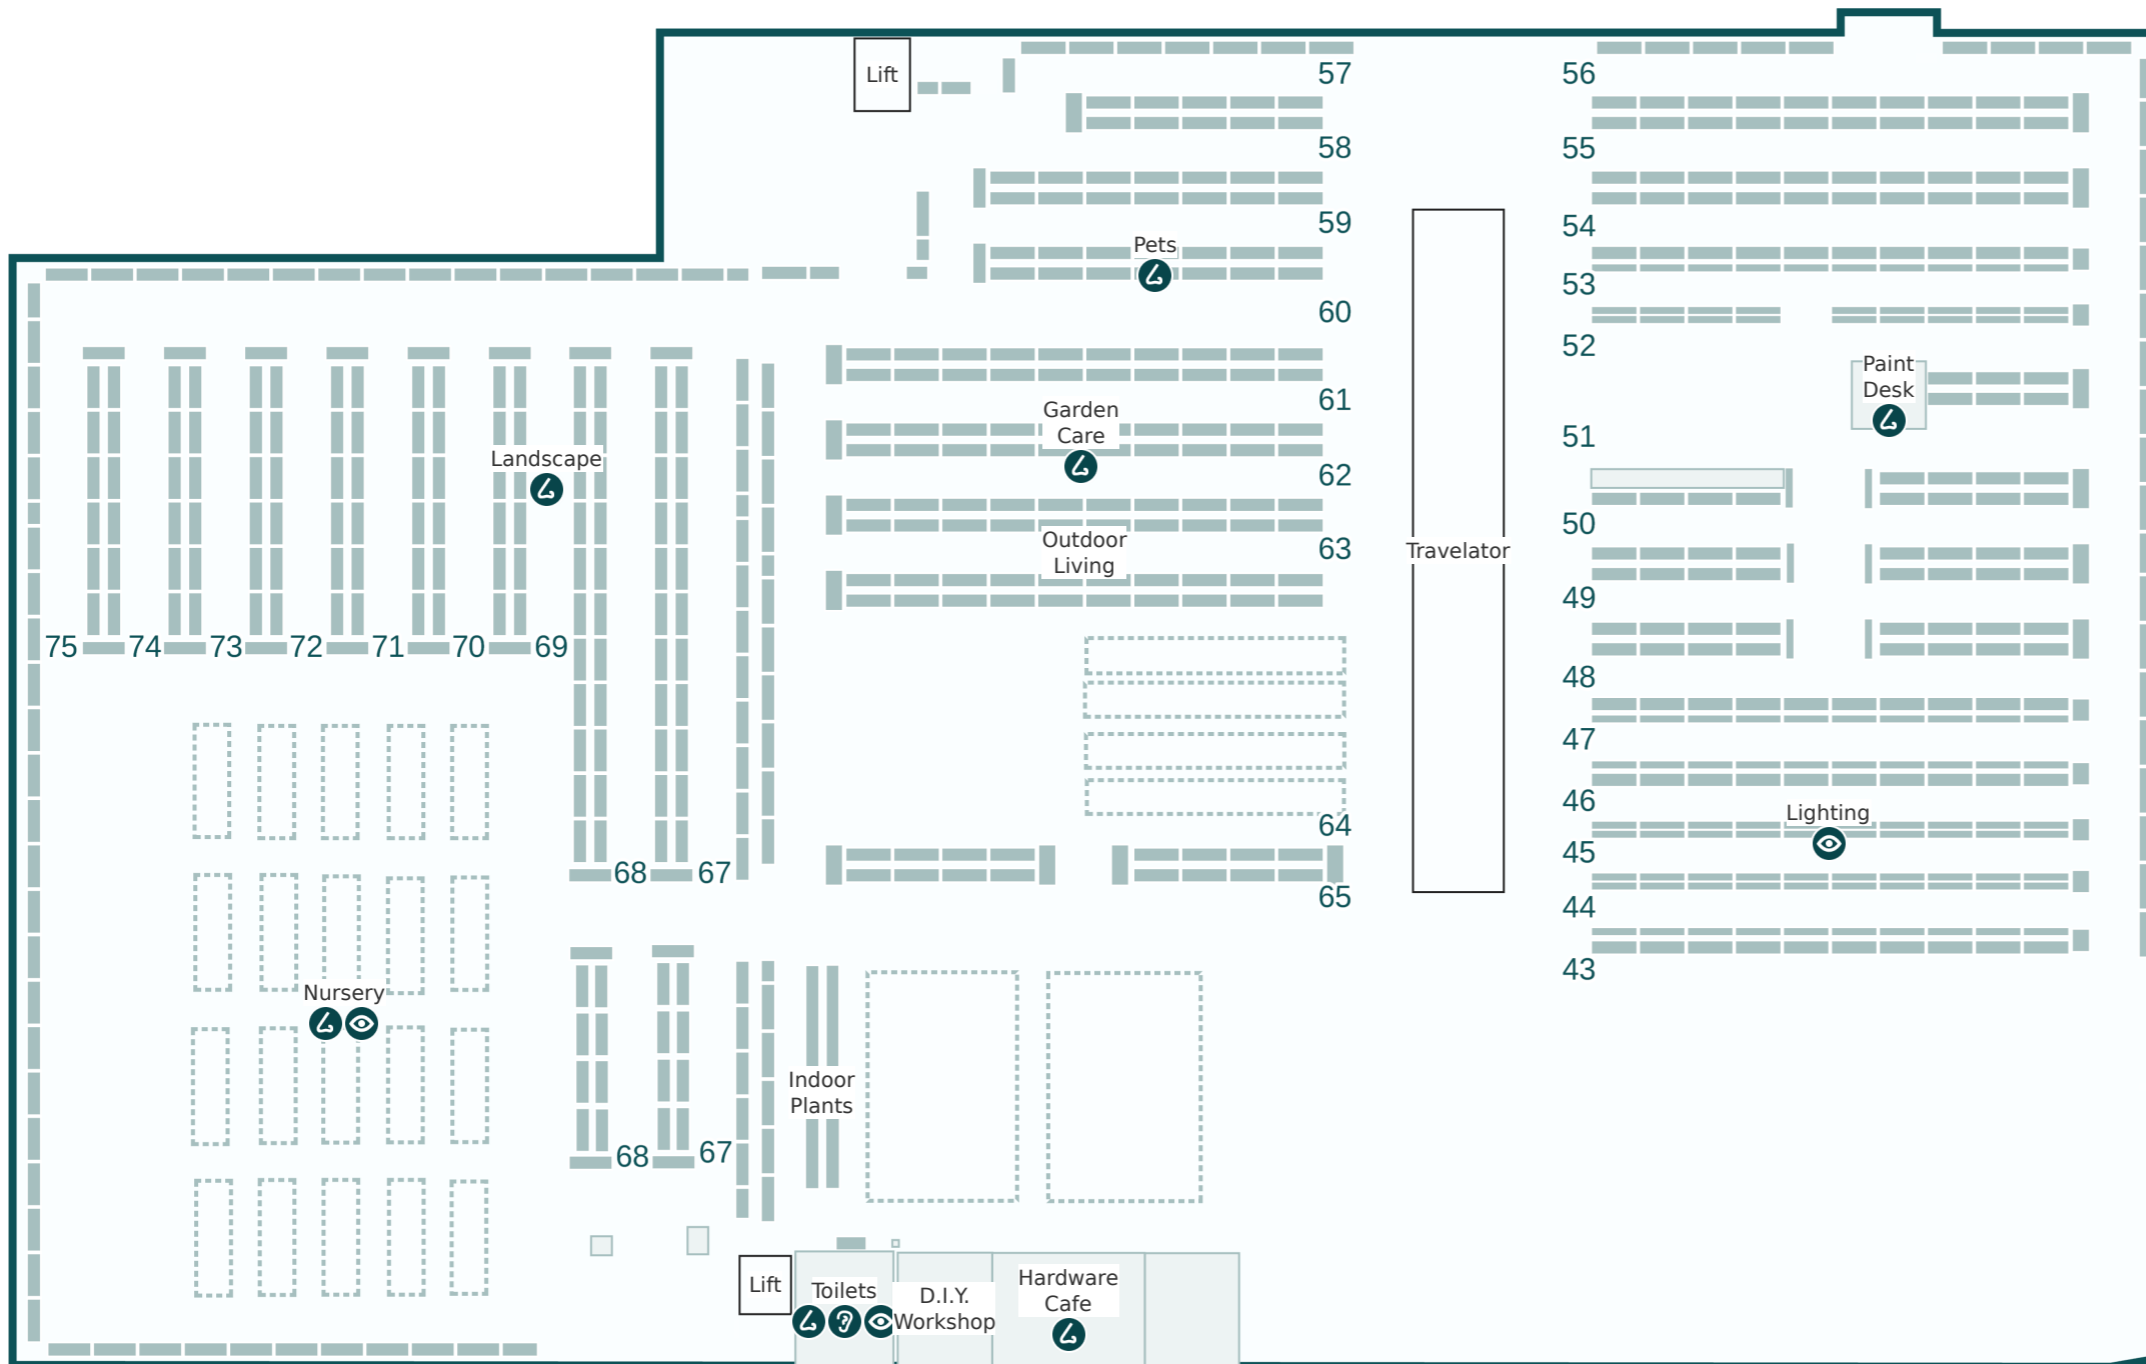 Lift
57
56
58
55
59
54
Pets
53
60
52
Paint
Desk
61
Garden
Care
51
Landscape
62
50
Outdoor
Living
63
Travelator
49
75
74
73
72
71
70
69
48
47
46
Lighting
64
45
68
67
65
44
43
Nursery
Indoor
Plants
68
67
Lift
Toilets
D.I.Y.
Workshop
Hardware
Cafe